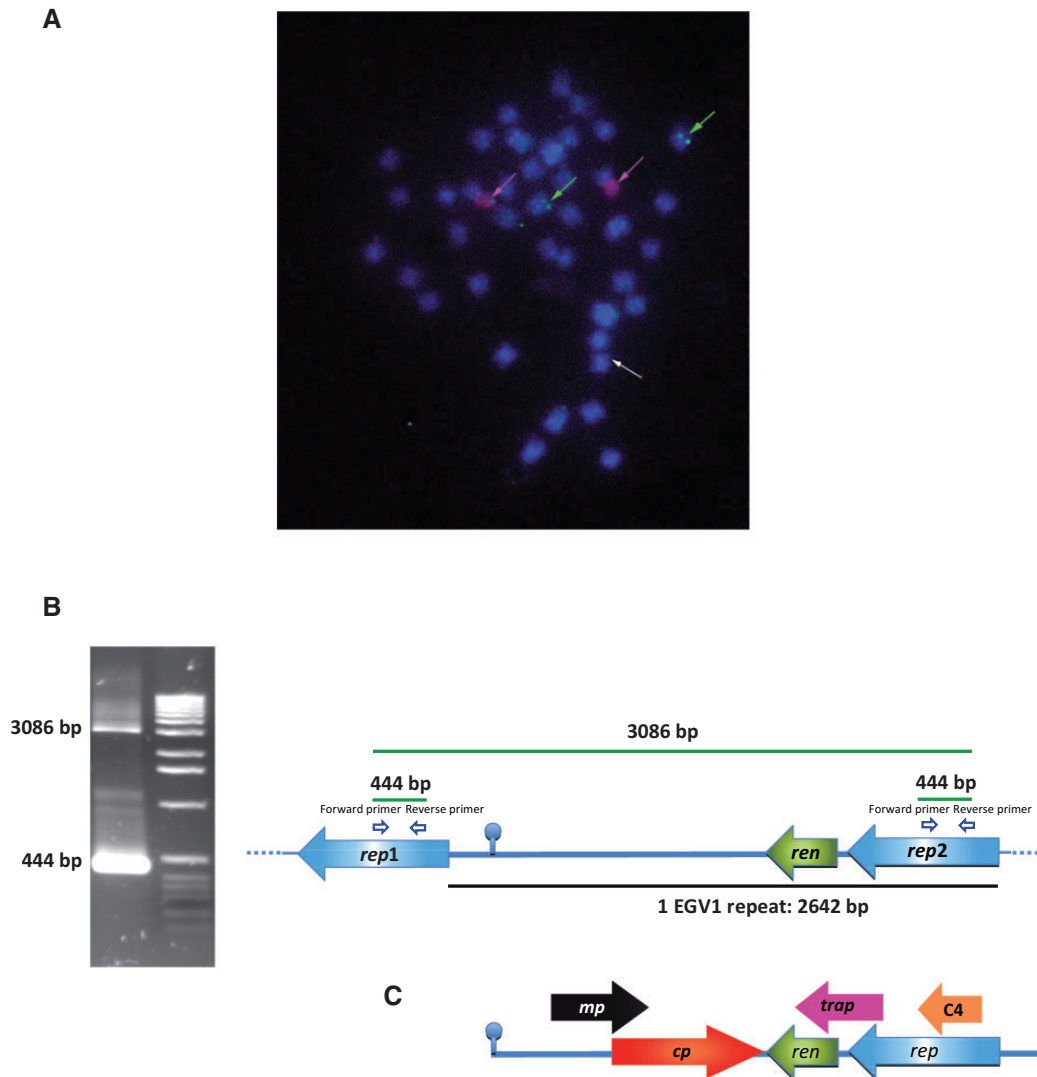 A
B
3086 bp
444 bp
3086 bp
444 bp
444 bp
Forward primer Reverse primer
Forward primer Reverse primer
rep1
ren
rep2
1 EGV1 repeat: 2642 bp
C
mp
trap
C4
cp
ren
rep